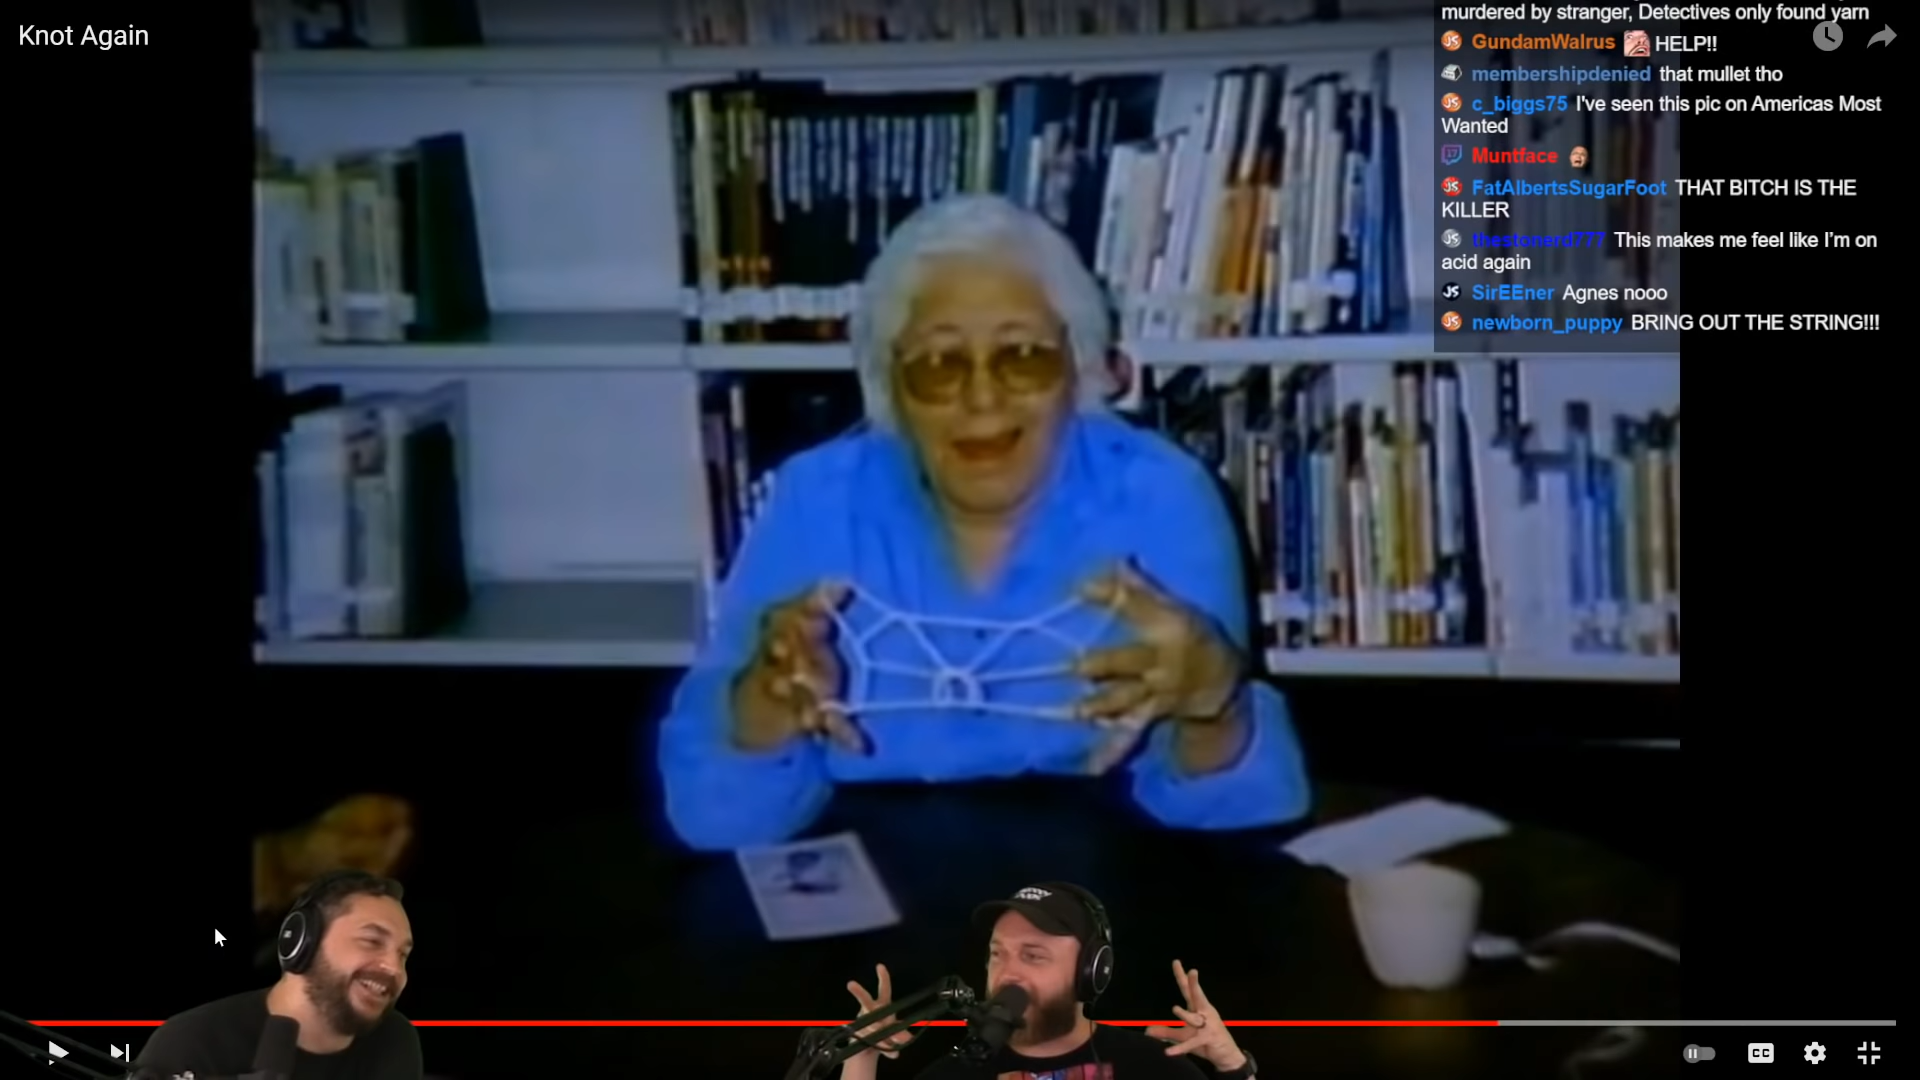 Knot Again
murdered by stranger, Detectives only found yarn
GundamWalrus HELP!!
membershipdenied that mullet tho
c_biggs75 I've seen this pic on Americas Most
Wanted
Muntface
FatAlbertsSugarFoot THAT BITCH IS THE
KILLER
thestonerd777 This makes me feel like I'm on
acid again
SirEEner Agnes nooo
newborn_puppy BRING OUT THE STRING!!!
CC